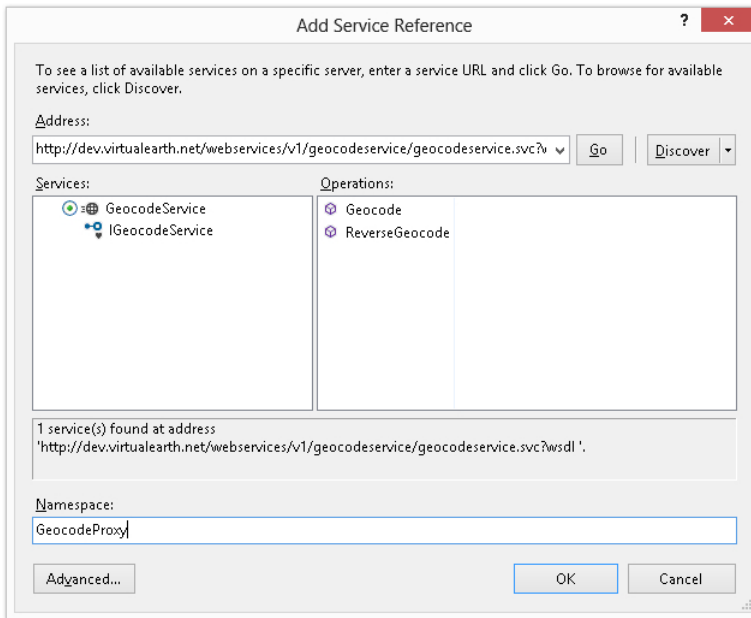 Add Service Reference
? ×
To see a list of available services on a specific server, enter a service URL and click Go. To browse for available
services, click Discover.
Address:
http://dev.virtualearth.net/webservices/v1/geocodeservice/geocodeservice.svc?w Go Discover
Services: Operations:
GeocodeService Geocode
IGeocodeService ReverseGeocode
1 service(s) found at address
'http://dev.virtualearth.net/webservices/v1/geocodeservice/geocodeservice.svc?wsdl '.
Namespace:
GeocodeProxy
Advanced... OK Cancel